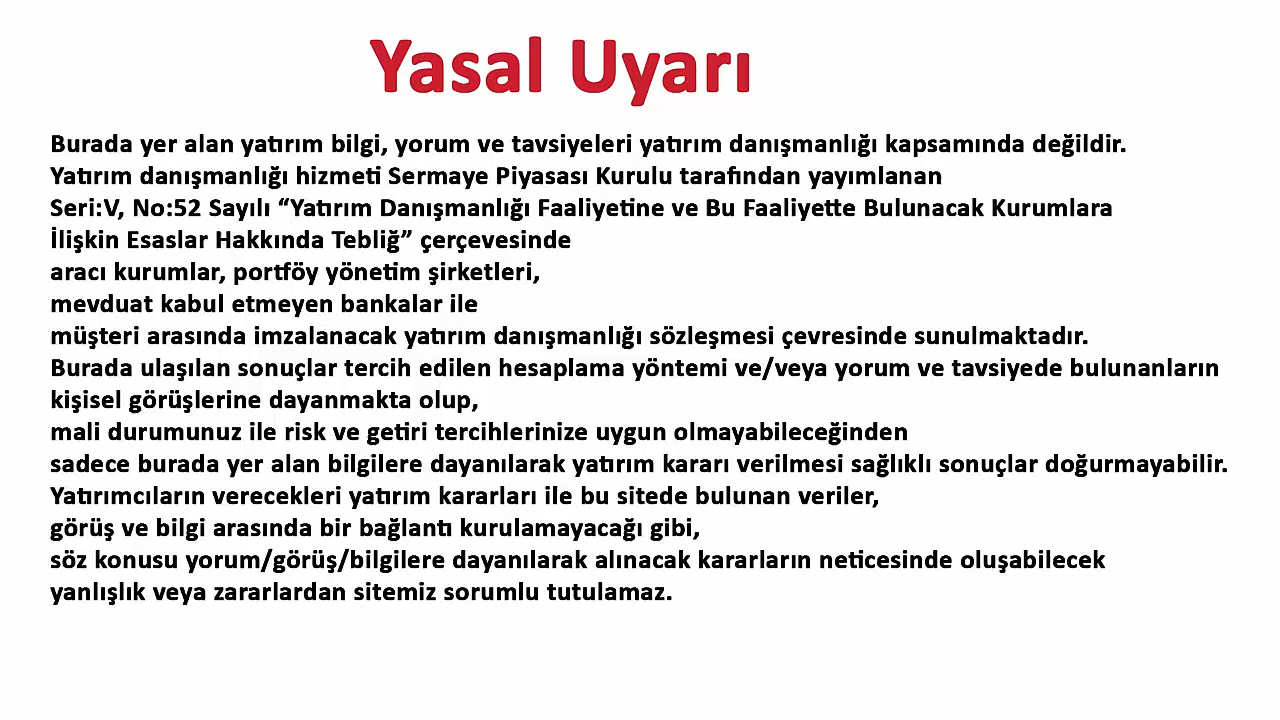 Yasal Uyarı
Burada yer alan yatırım bilgi, yorum ve tavsiyeleri yatırım danışmanlığı kapsamında değildir.
Yatırım danışmanlığı hizmeti Sermaye Piyasası Kurulu tarafından yayımlanan
Seri:V, No:52 Sayılı “Yatırım Danışmanlığı Faaliyetine ve Bu Faaliyette Bulunacak Kurumlara
İlişkin Esaslar Hakkında Tebliğ” çerçevesinde
aracı kurumlar, portföy yönetim şirketleri,
mevduat kabul etmeyen bankalar ile
müşteri arasında imzalanacak yatırım danışmanlığı sözleşmesi çevresinde sunulmaktadır.
Burada ulaşılan sonuçlar tercih edilen hesaplama yöntemi ve/veya yorum ve tavsiyede bulunanların
kişisel görüşlerine dayanmakta olup,
mali durumunuz ile risk ve getiri tercihlerinize uygun olmayabileceğinden
sadece burada yer alan bilgilere dayanılarak yatırım kararı verilmesi sağlıklı sonuçlar doğurmayabilir.
Yatırımcıların verecekleri yatırım kararları ile bu sitede bulunan veriler,
görüş ve bilgi arasında bir bağlantı kurulamayacağı gibi,
söz konusu yorum/görüş/bilgilere dayanılarak alınacak kararların neticesinde oluşabilecek
yanlışlık veya zararlardan sitemiz sorumlu tutulamaz.